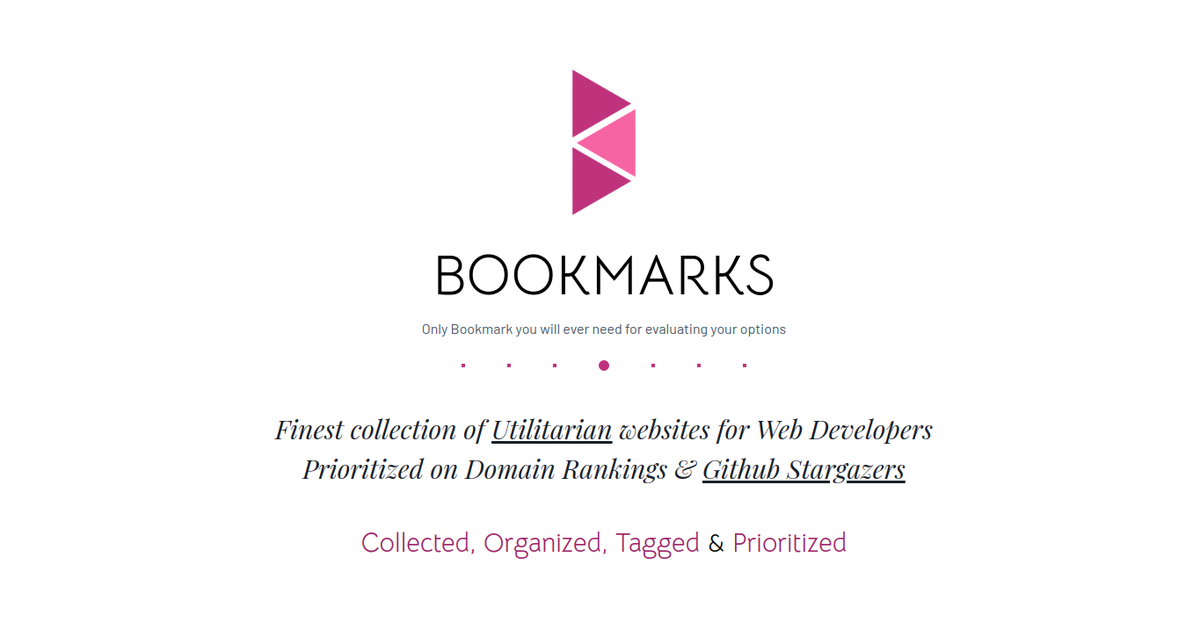 BOOKMARKS
Only Bookmark you will ever need for evaluating your options
Finest collection of Utilitarian websites for Web Developers
Prioritized on Domain Rankings & Github Stargazers
Collected, Organized, Tagged & Prioritized